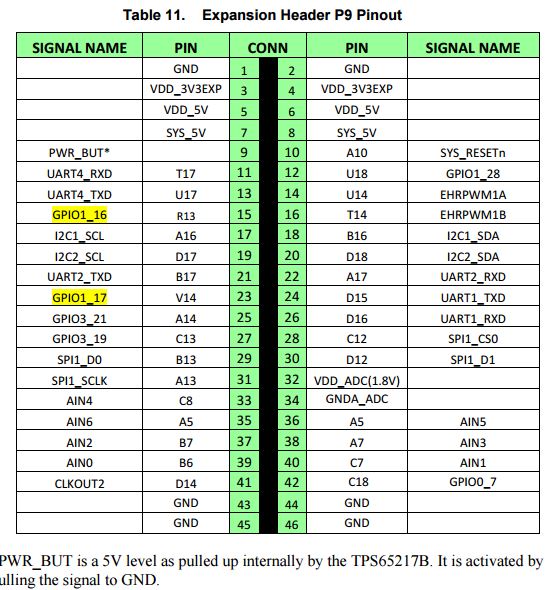 Table 11. Expansion Header P9 Pinout
SIGNAL NAME PIN CONN PIN SIGNAL NAME
GND 1 2 GND
VDD_3V3EXP 3 4 VDD_3V3EXP
VDD_5V 5 6 VDD_5V
SYS_5V 7 8 SYS_5V
PWR_BUT* 9 10 A10 SYS_RESETn
UART4_RXD T17 11 12 U18 GPIO1_28
UART4_TXD U17 13 14 U14 EHRPWM1A
GPIO1_16 R13 15 16 T14 EHRPWM1B
I2C1_SCL A16 17 18 B16 I2C1_SDA
I2C2_SCL D17 19 20 D18 I2C2_SDA
UART2_TXD B17 21 22 A17 UART2_RXD
GPIO1_17 V14 23 24 D15 UART1_TXD
GPIO3_21 A14 25 26 D16 UART1_RXD
GPIO3_19 C13 27 28 C12 SPI1_CS0
SPI1_D0 B13 29 30 D12 SPI1_D1
SPI1_SCLK A13 31 32 VDD_ADC(1.8V)
AIN4 C8 33 34 GNDA_ADC
AIN6 A5 35 36 A5 AIN5
AIN2 B7 37 38 A7 AIN3
AIN0 B6 39 40 C7 AIN1
CLKOUT2 D14 41 42 C18 GPIO0_7
GND 43 44 GND
GND 45 46 GND
PWR_BUT is a 5V level as pulled up internally by the TPS65217B. It is activated by
ulling the signal to GND.